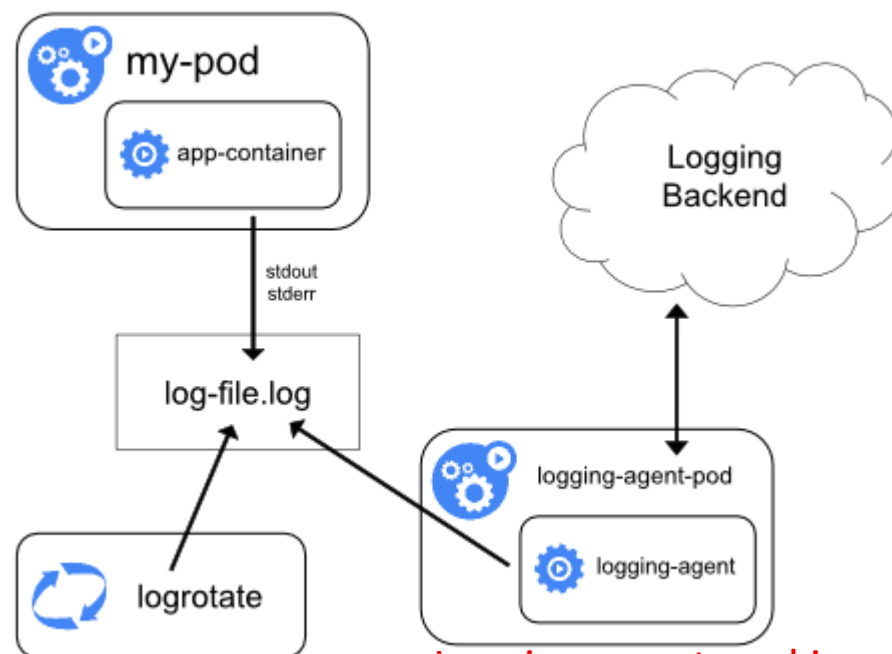 my-pod
app-container
Logging
Backend
stdout
stderr
log-file.log
logging-agent-pod
logging-agent
logrotate